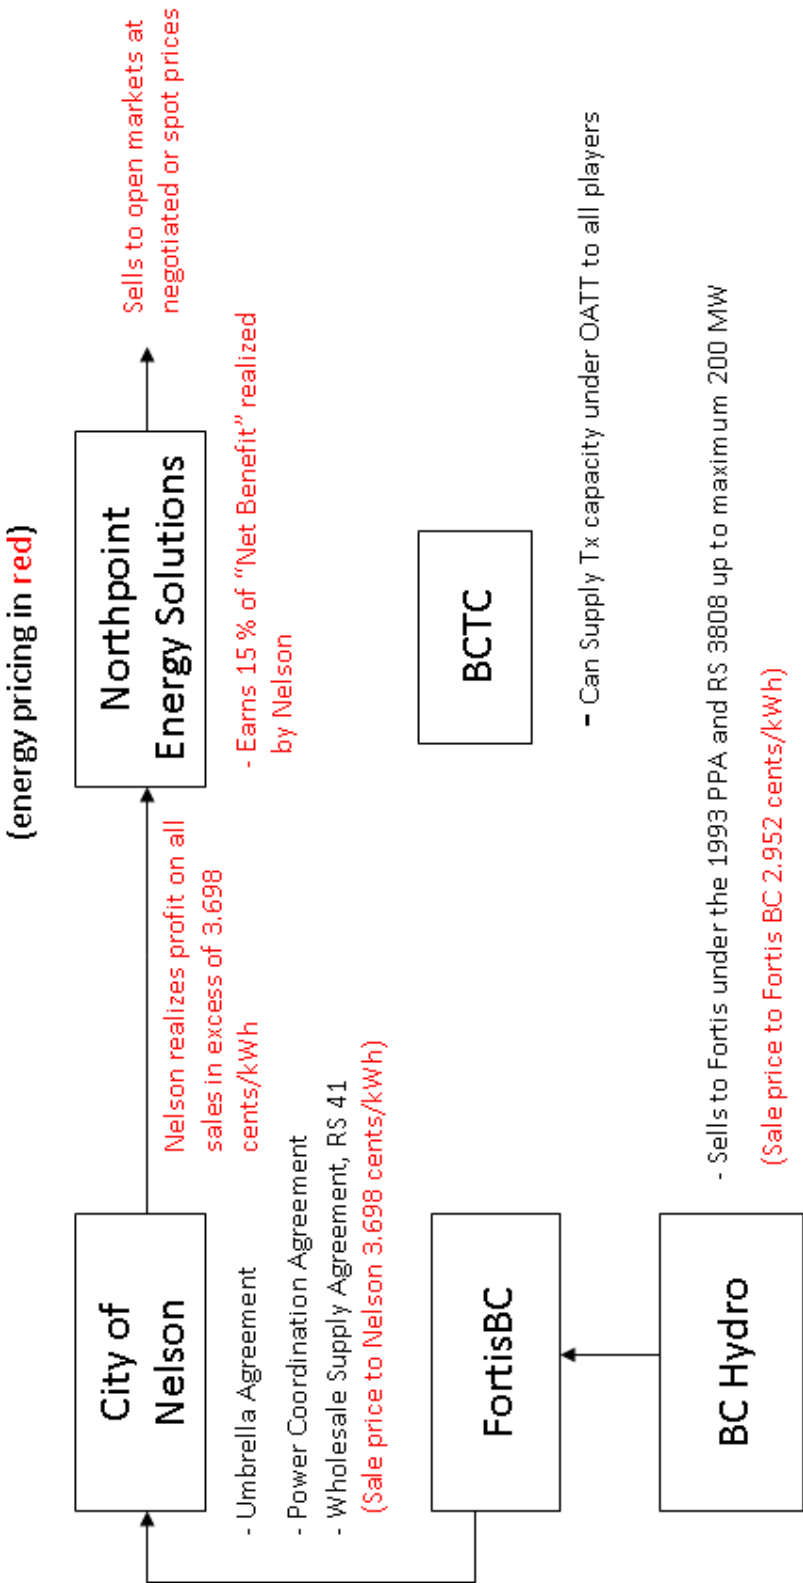 (energy pricing in red)
City of
Nelson
Nelson realizes profit on all
sales in excess of 3.698
cents/kWh
Northpoint
Energy Solutions
Sells to open markets at
negotiated or spot prices
- Umbrella Agreement
- Power Coordination Agreement
- Wholesale Supply Agreement, RS 41
(Sale price to Nelson 3.698 cents/kWh)
- Earns 15 % of “Net Benefit” realized
by Nelson
FortisBC
BCTC
- Can Supply Tx capacity under OATT to all players
BC Hydro
- Sells to Fortis under the 1993 PPA and RS 3808 up to maximum 200 MW
(Sale price to Fortis BC 2.952 cents/kWh)